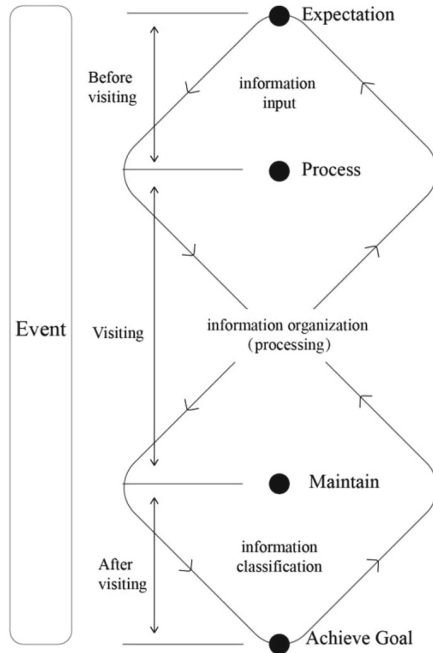 Expectation
Before
visiting
information
input
Process
Event
Visiting
information organization
(processing)
Maintain
After
visiting
information
classification
Achieve Goal